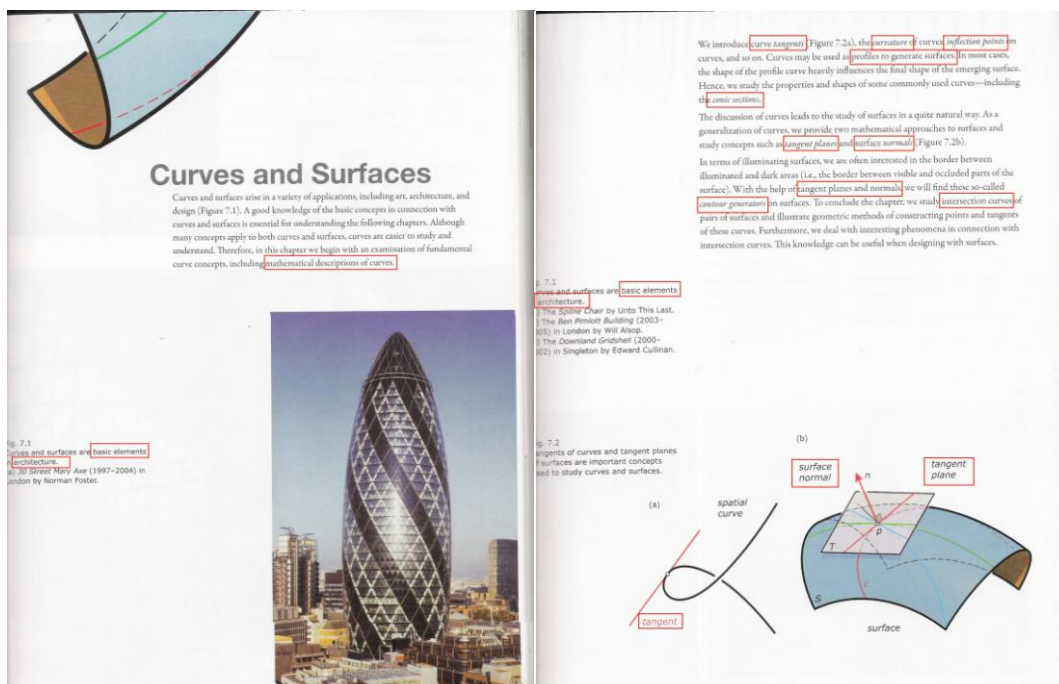 Curves and Surfaces
Curves and surfaces arise in a variety of applications, including art, architecture, and
design (Figure 7.1). A good knowledge of the basic concepts in connection with
curves and surfaces is essential for understanding the following chapters. Although
many concepts apply to both curves and surfaces, curves are easier to study and
understand. Therefore, in this chapter we begin with an examination of fundamental
curve concepts, including mathematical descriptions of curves.
ig. 7.1
Curves and surfaces are basic elements
n architecture.
a) 30 Street Mary Axe (1997–2004) in
ondon by Norman Foster.
We introduce curve tangents (Figure 7.2a), the curvature of curves, inflection points on
curves, and so on. Curves may be used as profiles to generate surfaces. In most cases,
the shape of the profile curve heavily influences the final shape of the emerging surface.
Hence, we study the properties and shapes of some commonly used curves—including
the conic sections.
The discussion of curves leads to the study of surfaces in a quite natural way. As a
generalization of curves, we provide two mathematical approaches to surfaces and
study concepts such as tangent planes and surface normals (Figure 7.2b).
In terms of illuminating surfaces, we are often interested in the border between
illuminated and dark areas (i.e., the border between visible and occluded parts of the
surface). With the help of tangent planes and normals, we will find these so-called
contour generators on surfaces. To conclude the chapter, we study intersection curves of
pairs of surfaces and illustrate geometric methods of constructing points and tangents
of these curves. Furthermore, we deal with interesting phenomena in connection with
intersection curves. This knowledge can be useful when designing with surfaces.
g. 7.1
urves and surfaces are basic elements
architecture.
) The Spline Chair by Unto This Last.
) The Ben Pimlott Building (2003–
005) in London by Will Alsop.
) The Downland Gridshell (2000–
002) in Singleton by Edward Cullinan.
ig. 7.2
angents of curves and tangent planes
f surfaces are important concepts
sed to study curves and surfaces.
(a)
spatial
curve
tangent
(b)
surface
normal
n
tangent
plane
p
T
c
S
surface